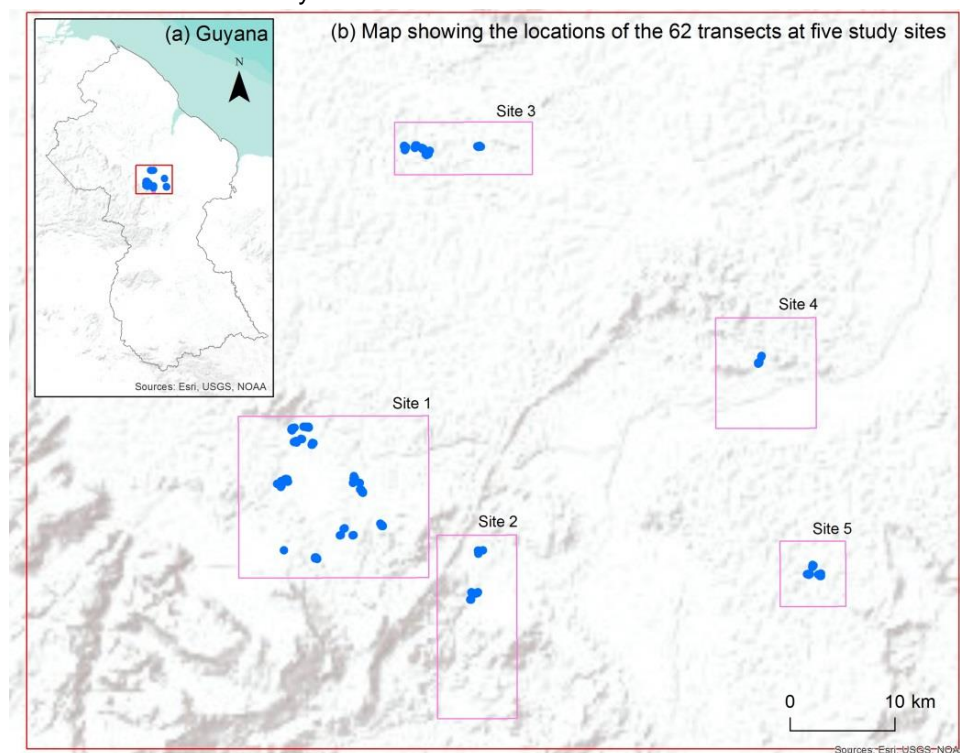 (a) Guyana
N
Sources: Esri, USGS, NOAA
(b) Map showing the locations of the 62 transects at five study sites
Site 3
Site 4
Site 1
Site 2
Site 5
0 10 km
Sources: Esri, USGS, NOA